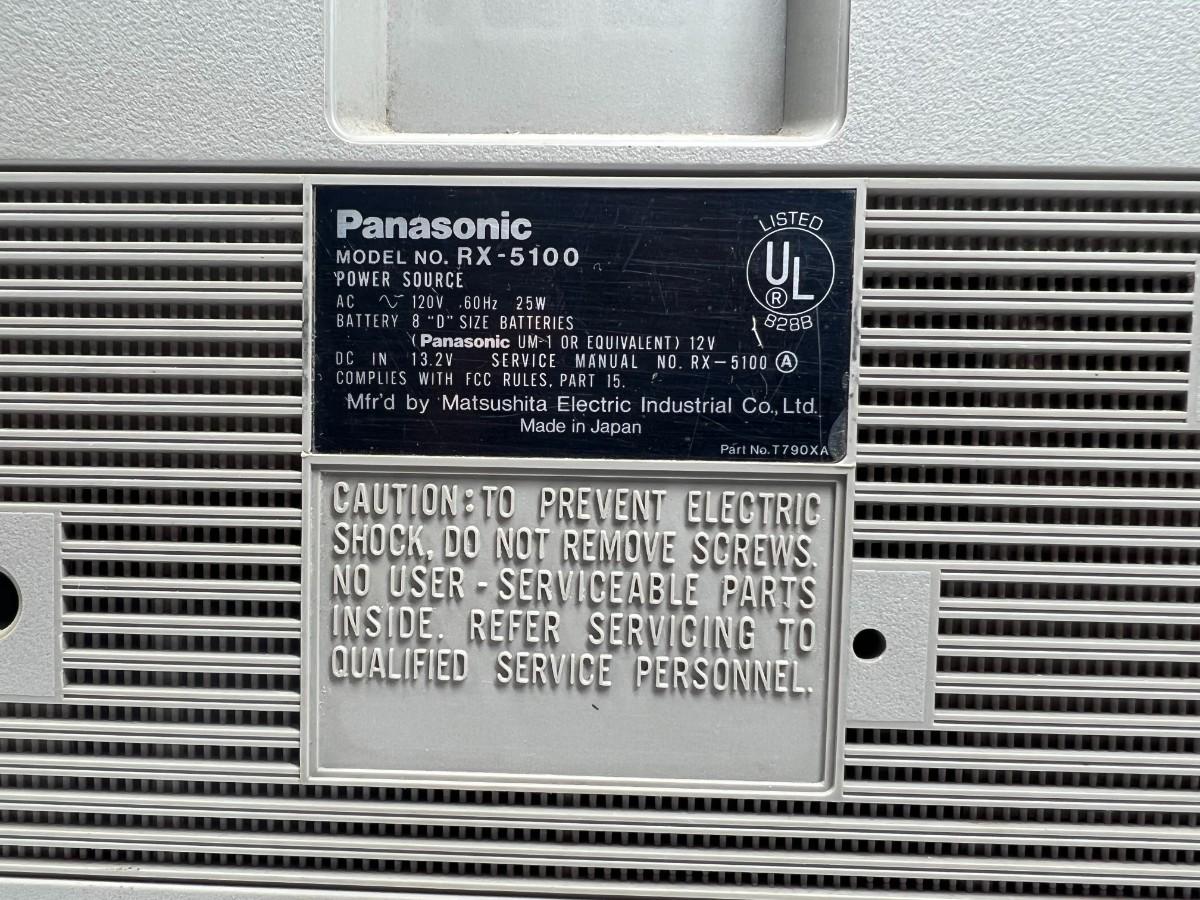 Panasonic
MODEL NO. RX-5100
POWER SOURCE
AC ~ 120V 60Hz 25W
BATTERY 8 "D" SIZE BATTERIES
(Panasonic UM-1 OR EQUIVALENT) 12V
DC IN 13.2V SERVICE MANUAL NO. RX-5100 Ⓐ
COMPLIES WITH FCC RULES, PART 15.
Mfr'd by Matsushita Electric Industrial Co., Ltd.
Made in Japan
Part No. T790XA
LISTED
UL
®
828B
CAUTION: TO PREVENT ELECTRIC
SHOCK, DO NOT REMOVE SCREWS.
NO USER-SERVICEABLE PARTS
INSIDE. REFER SERVICING TO
QUALIFIED SERVICE PERSONNEL.